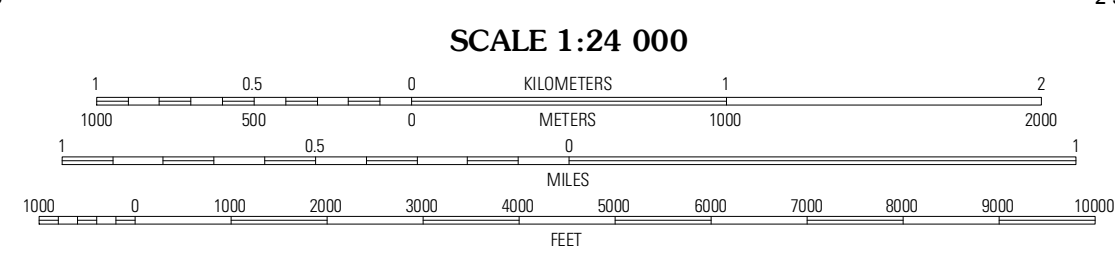 SCALE 1:24 000
1 0.5 0 KILOMETERS 1 2
1000 500 0 METERS 1000 2000
1 0.5 0 1
MILES
1000 0 1000 2000 3000 4000 5000 6000 7000 8000 9000 10000
FEET